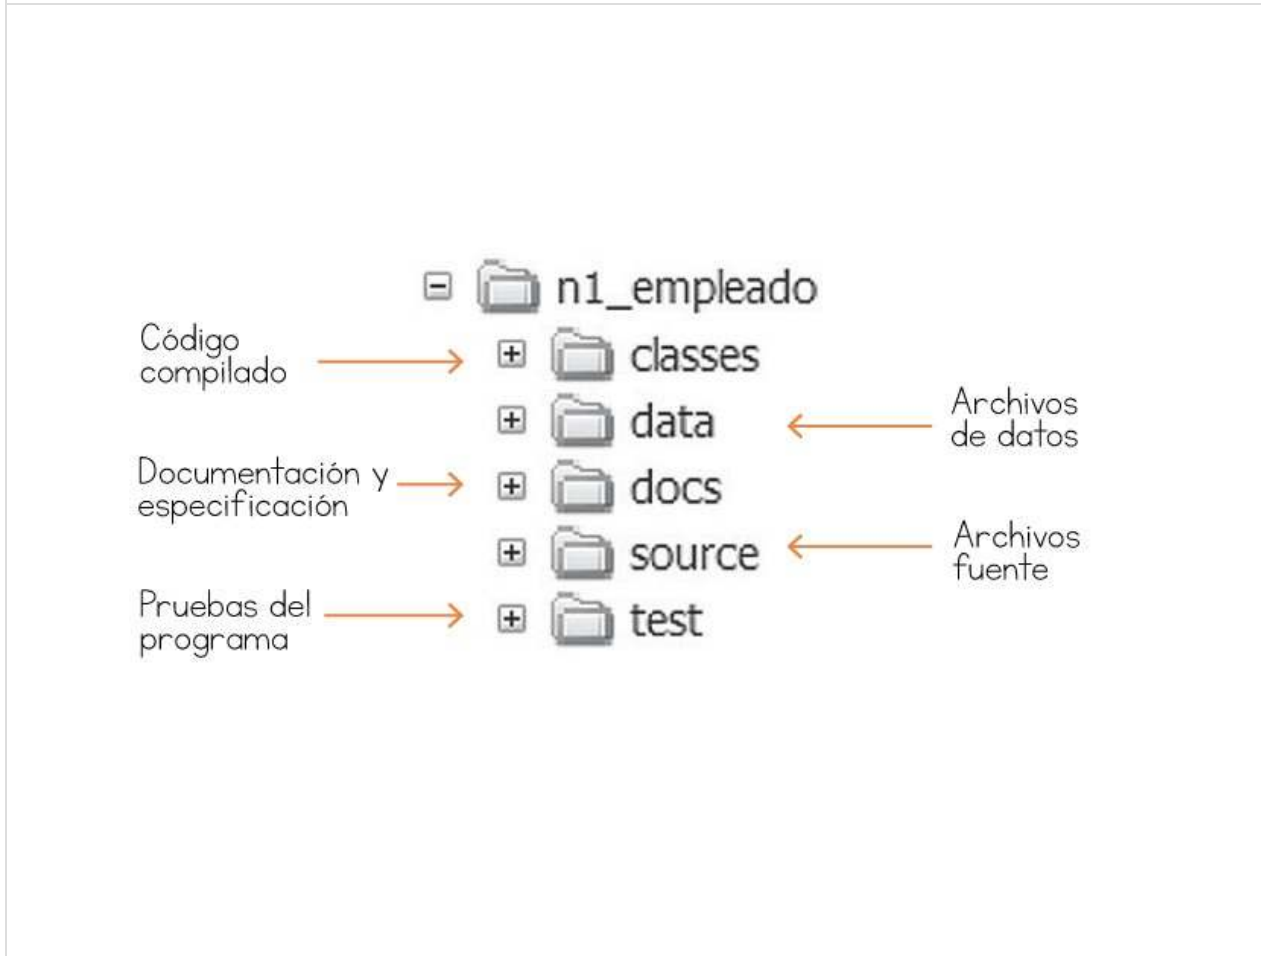 n1_empleado
Código
compilado
classes
data
Archivos
de datos
Documentación y
especificación
docs
source
Archivos
fuente
Pruebas del
programa
test